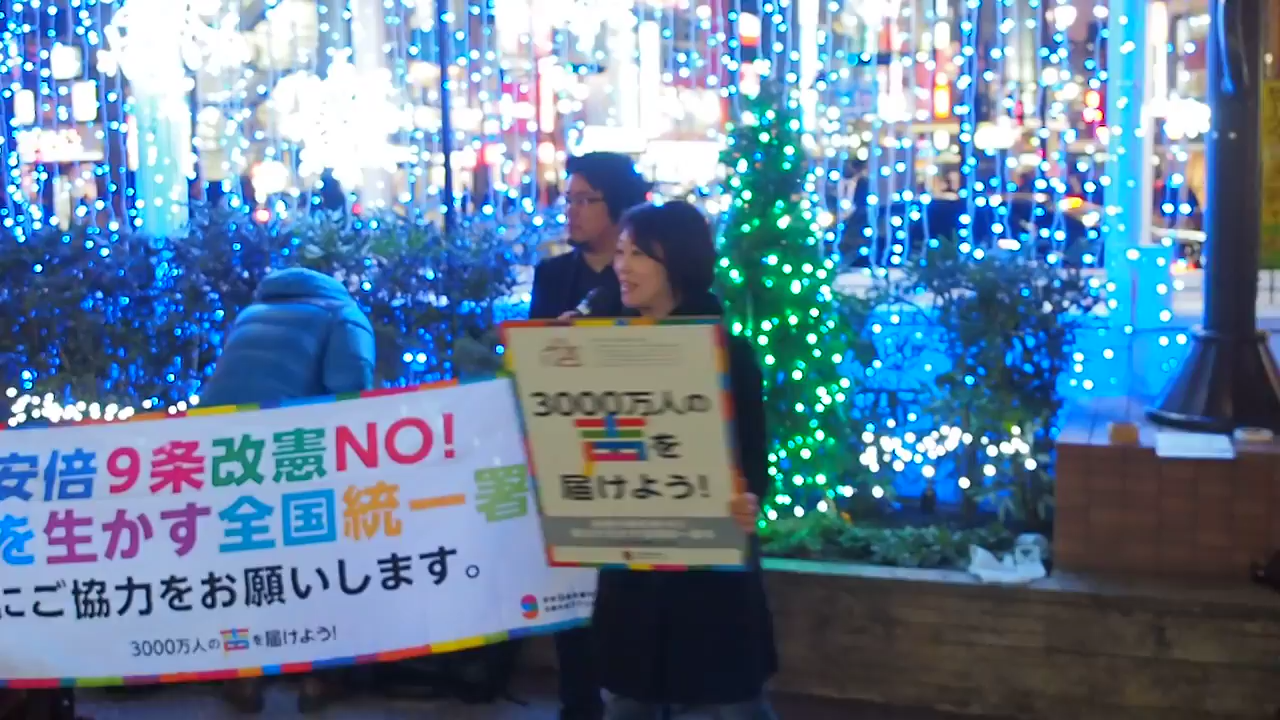 安倍9条改憲NO!
を生かす全国統一署
にご協力をお願いします。
3000万人の声を届けよう!
3000万人の
声を
届けよう!